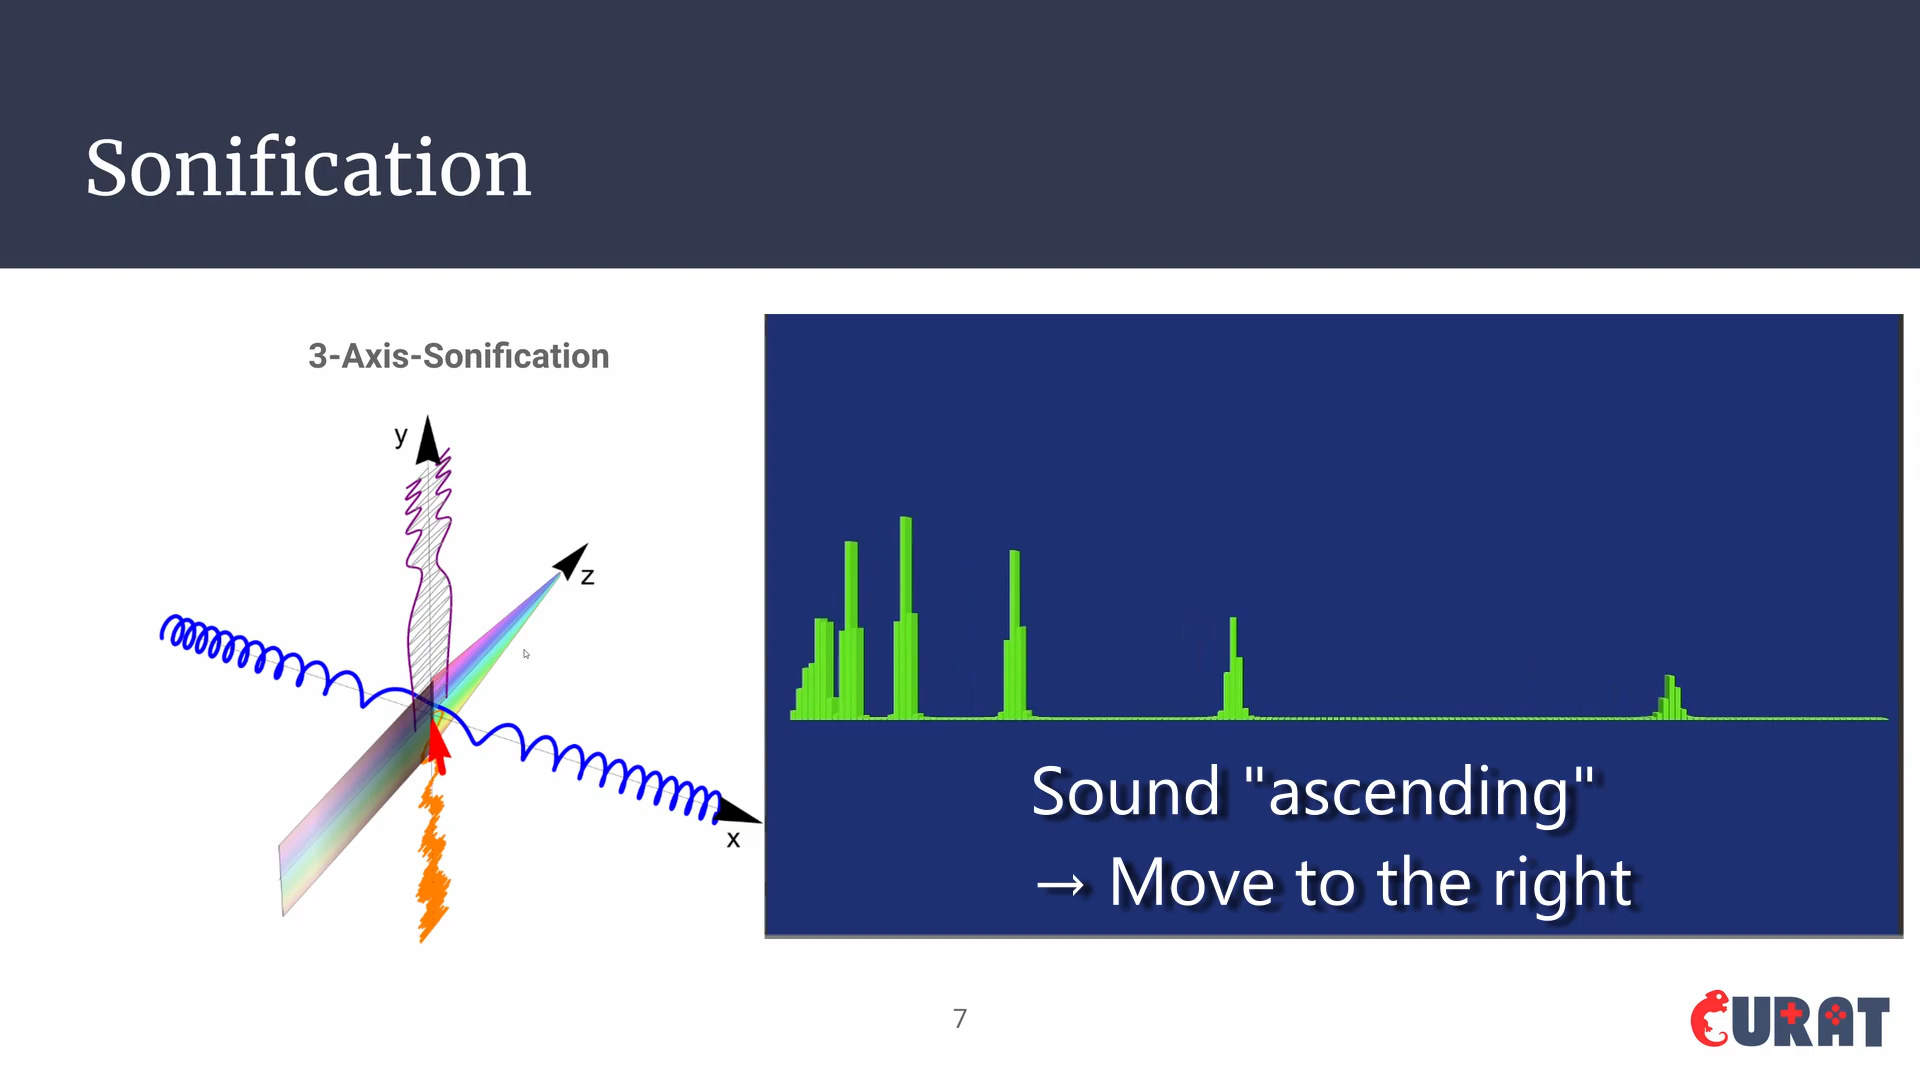 Sonification
3-Axis-Sonification
y
z
x
Sound "ascending"
→ Move to the right
7
CURAT